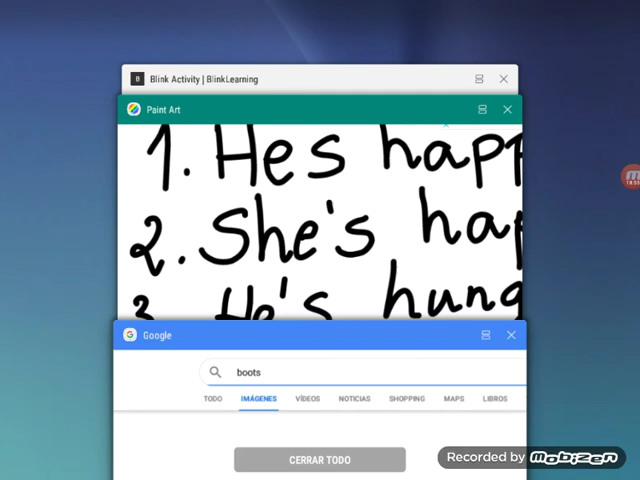 B Blink Activity | BlinkLearning
Paint Art
1. Hes happ
2. She's hap
3. He's hung
M
G Google
boots
TODO IMÁGENES VÍDEOS NOTICIAS SHOPPING MAPS LIBROS
CERRAR TODO
Recorded by MOBIZEN